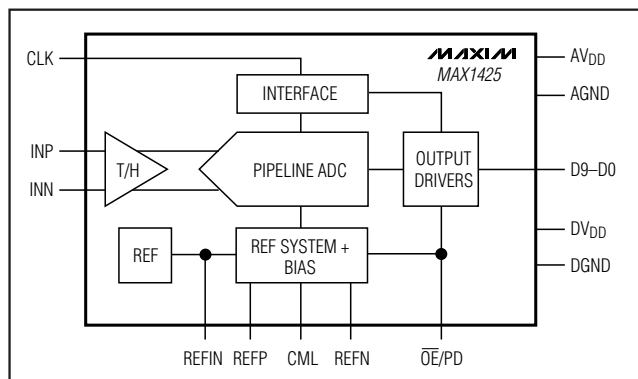 CLK
MAXIM
MAX1425
AVDD
AGND
INTERFACE
INP
INN
T/H
PIPELINE ADC
OUTPUT
DRIVERS
D9–D0
REF
REF SYSTEM +
BIAS
DVDD
DGND
REFIN
REFP
CML
REFN
O̅E̅/PD